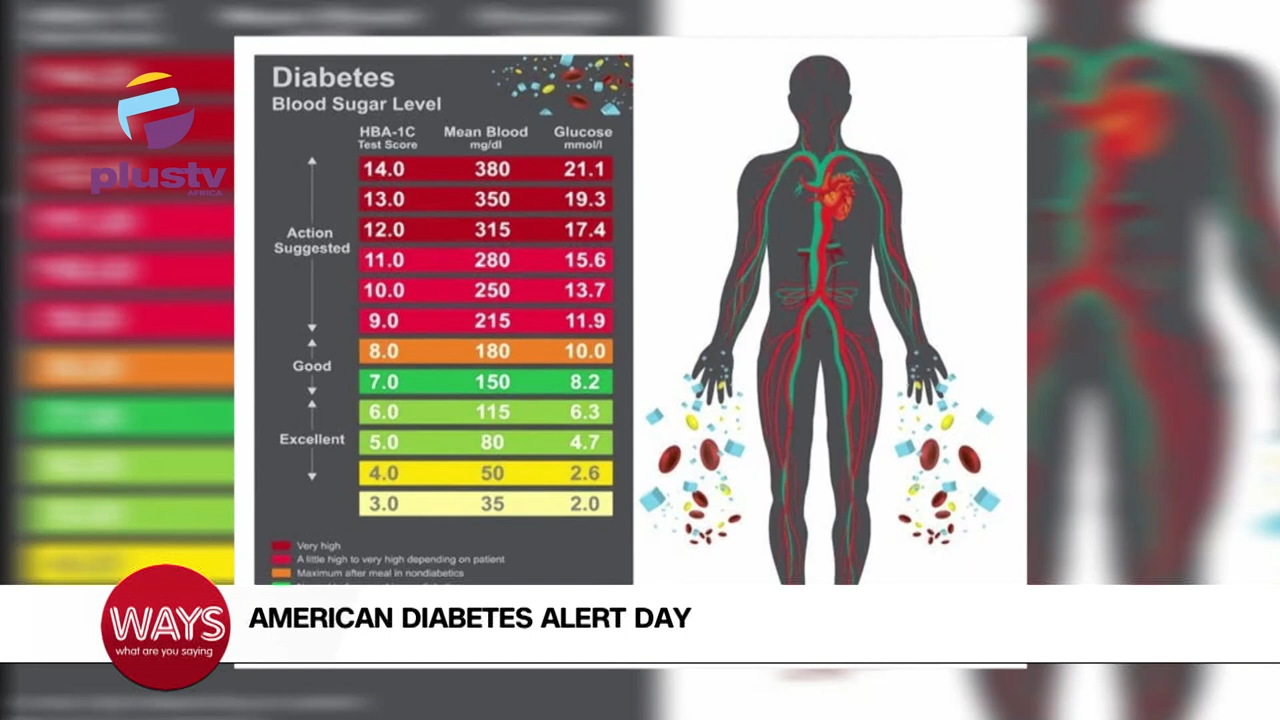 plustv
AFRICA
Diabetes
Blood Sugar Level
HBA-1C Mean Blood Glucose
Test Score mg/dl mmol/l
14.0 380 21.1
13.0 350 19.3
12.0 315 17.4
Action
Suggested
11.0 280 15.6
10.0 250 13.7
9.0 215 11.9
8.0 180 10.0
Good
7.0 150 8.2
6.0 115 6.3
Excellent
5.0 80 4.7
4.0 50 2.6
3.0 35 2.0
Very high
A little high to very high depending on patient
Maximum after meal in nondiabetics
WAYS
what are you saying
AMERICAN DIABETES ALERT DAY